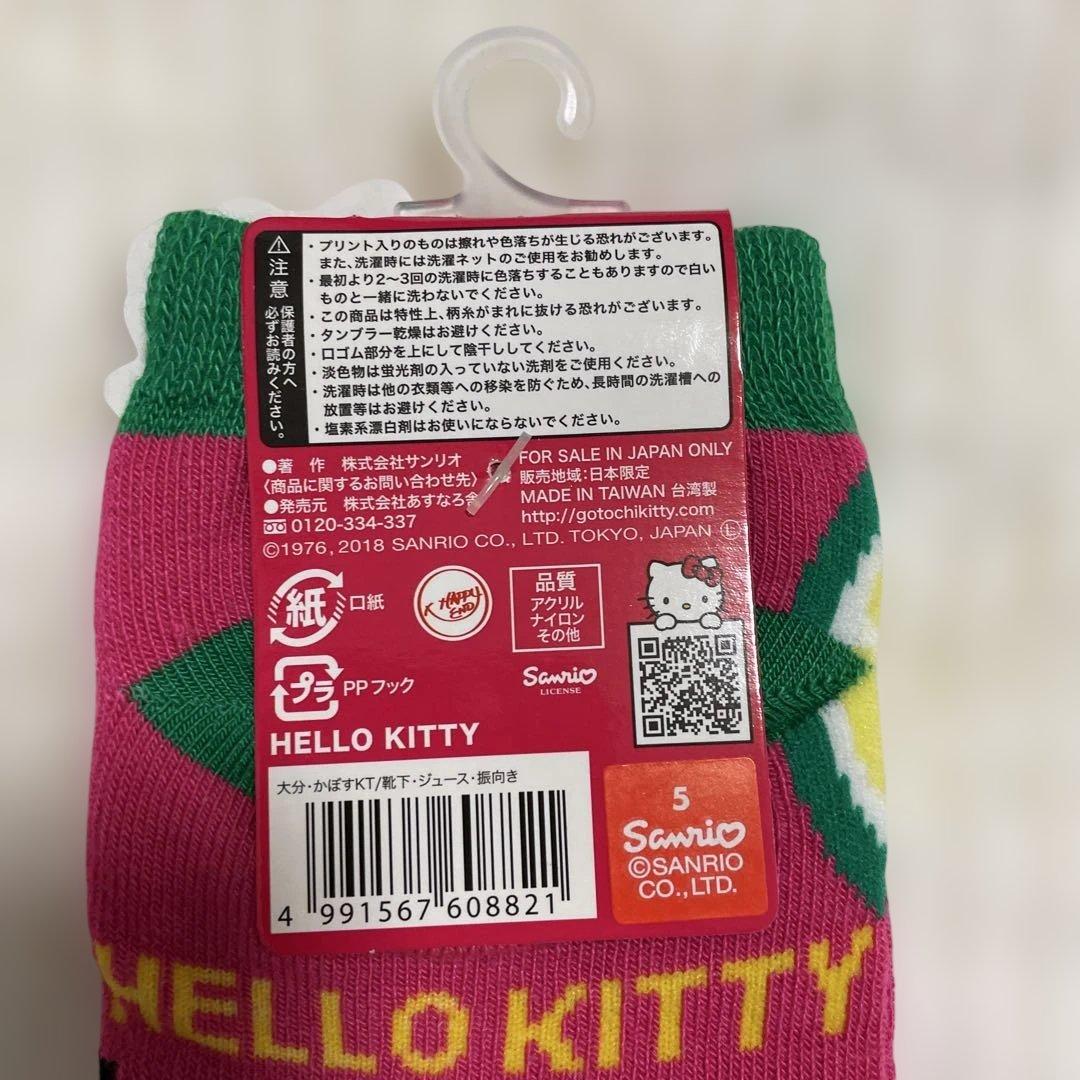 注意
保護者の方へ
必ずお読みください。
・プリント入りのものは擦れや色落ちが生じる恐れがございます。
また、洗濯時には洗濯ネットのご使用をお勧めします。
・最初より2〜3回の洗濯時に色落ちすることもありますので白い
ものと一緒に洗わないでください。
・この商品は特性上、柄糸がまれに抜ける恐れがございます。
・タンブラー乾燥はお避けください。
・口ゴム部分を上にして陰干ししてください。
・淡色物は蛍光剤の入っていない洗剤をご使用ください。
・洗濯時は他の衣類等への移染を防ぐため、長時間の洗濯槽への
放置等はお避けください。
・塩素系漂白剤はお使いにならないでください。
●著 作 株式会社サンリオ
〈商品に関するお問い合わせ先〉
●発売元 株式会社あすなろ舎
0120-334-337
FOR SALE IN JAPAN ONLY
販売地域:日本限定
MADE IN TAIWAN 台湾製
http://gotochikitty.com/
©1976, 2018 SANRIO CO., LTD. TOKYO, JAPAN Ⓛ
紙 口紙
HAPPY
END
品質
アクリル
ナイロン
その他
プラ PPフック
Sanrio
LICENSE
HELLO KITTY
大分・かぼすKT/靴下・ジュース・振向き
4 991567 608821
5
Sanrio
©SANRIO
CO.,LTD.
HELLO KITTY